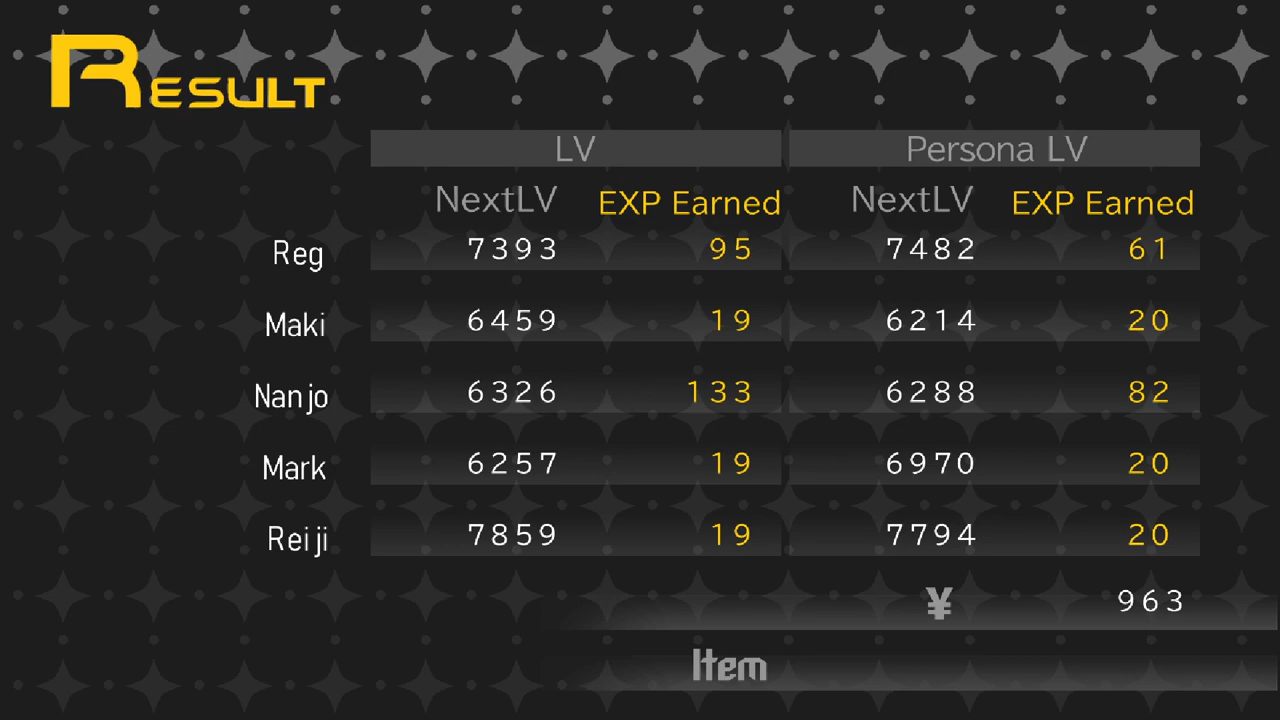 RESULT
LV Persona LV
NextLV EXP Earned NextLV EXP Earned
Reg 7393 95 7482 61
Maki 6459 19 6214 20
Nanjo 6326 133 6288 82
Mark 6257 19 6970 20
Reiji 7859 19 7794 20
¥ 963
Item